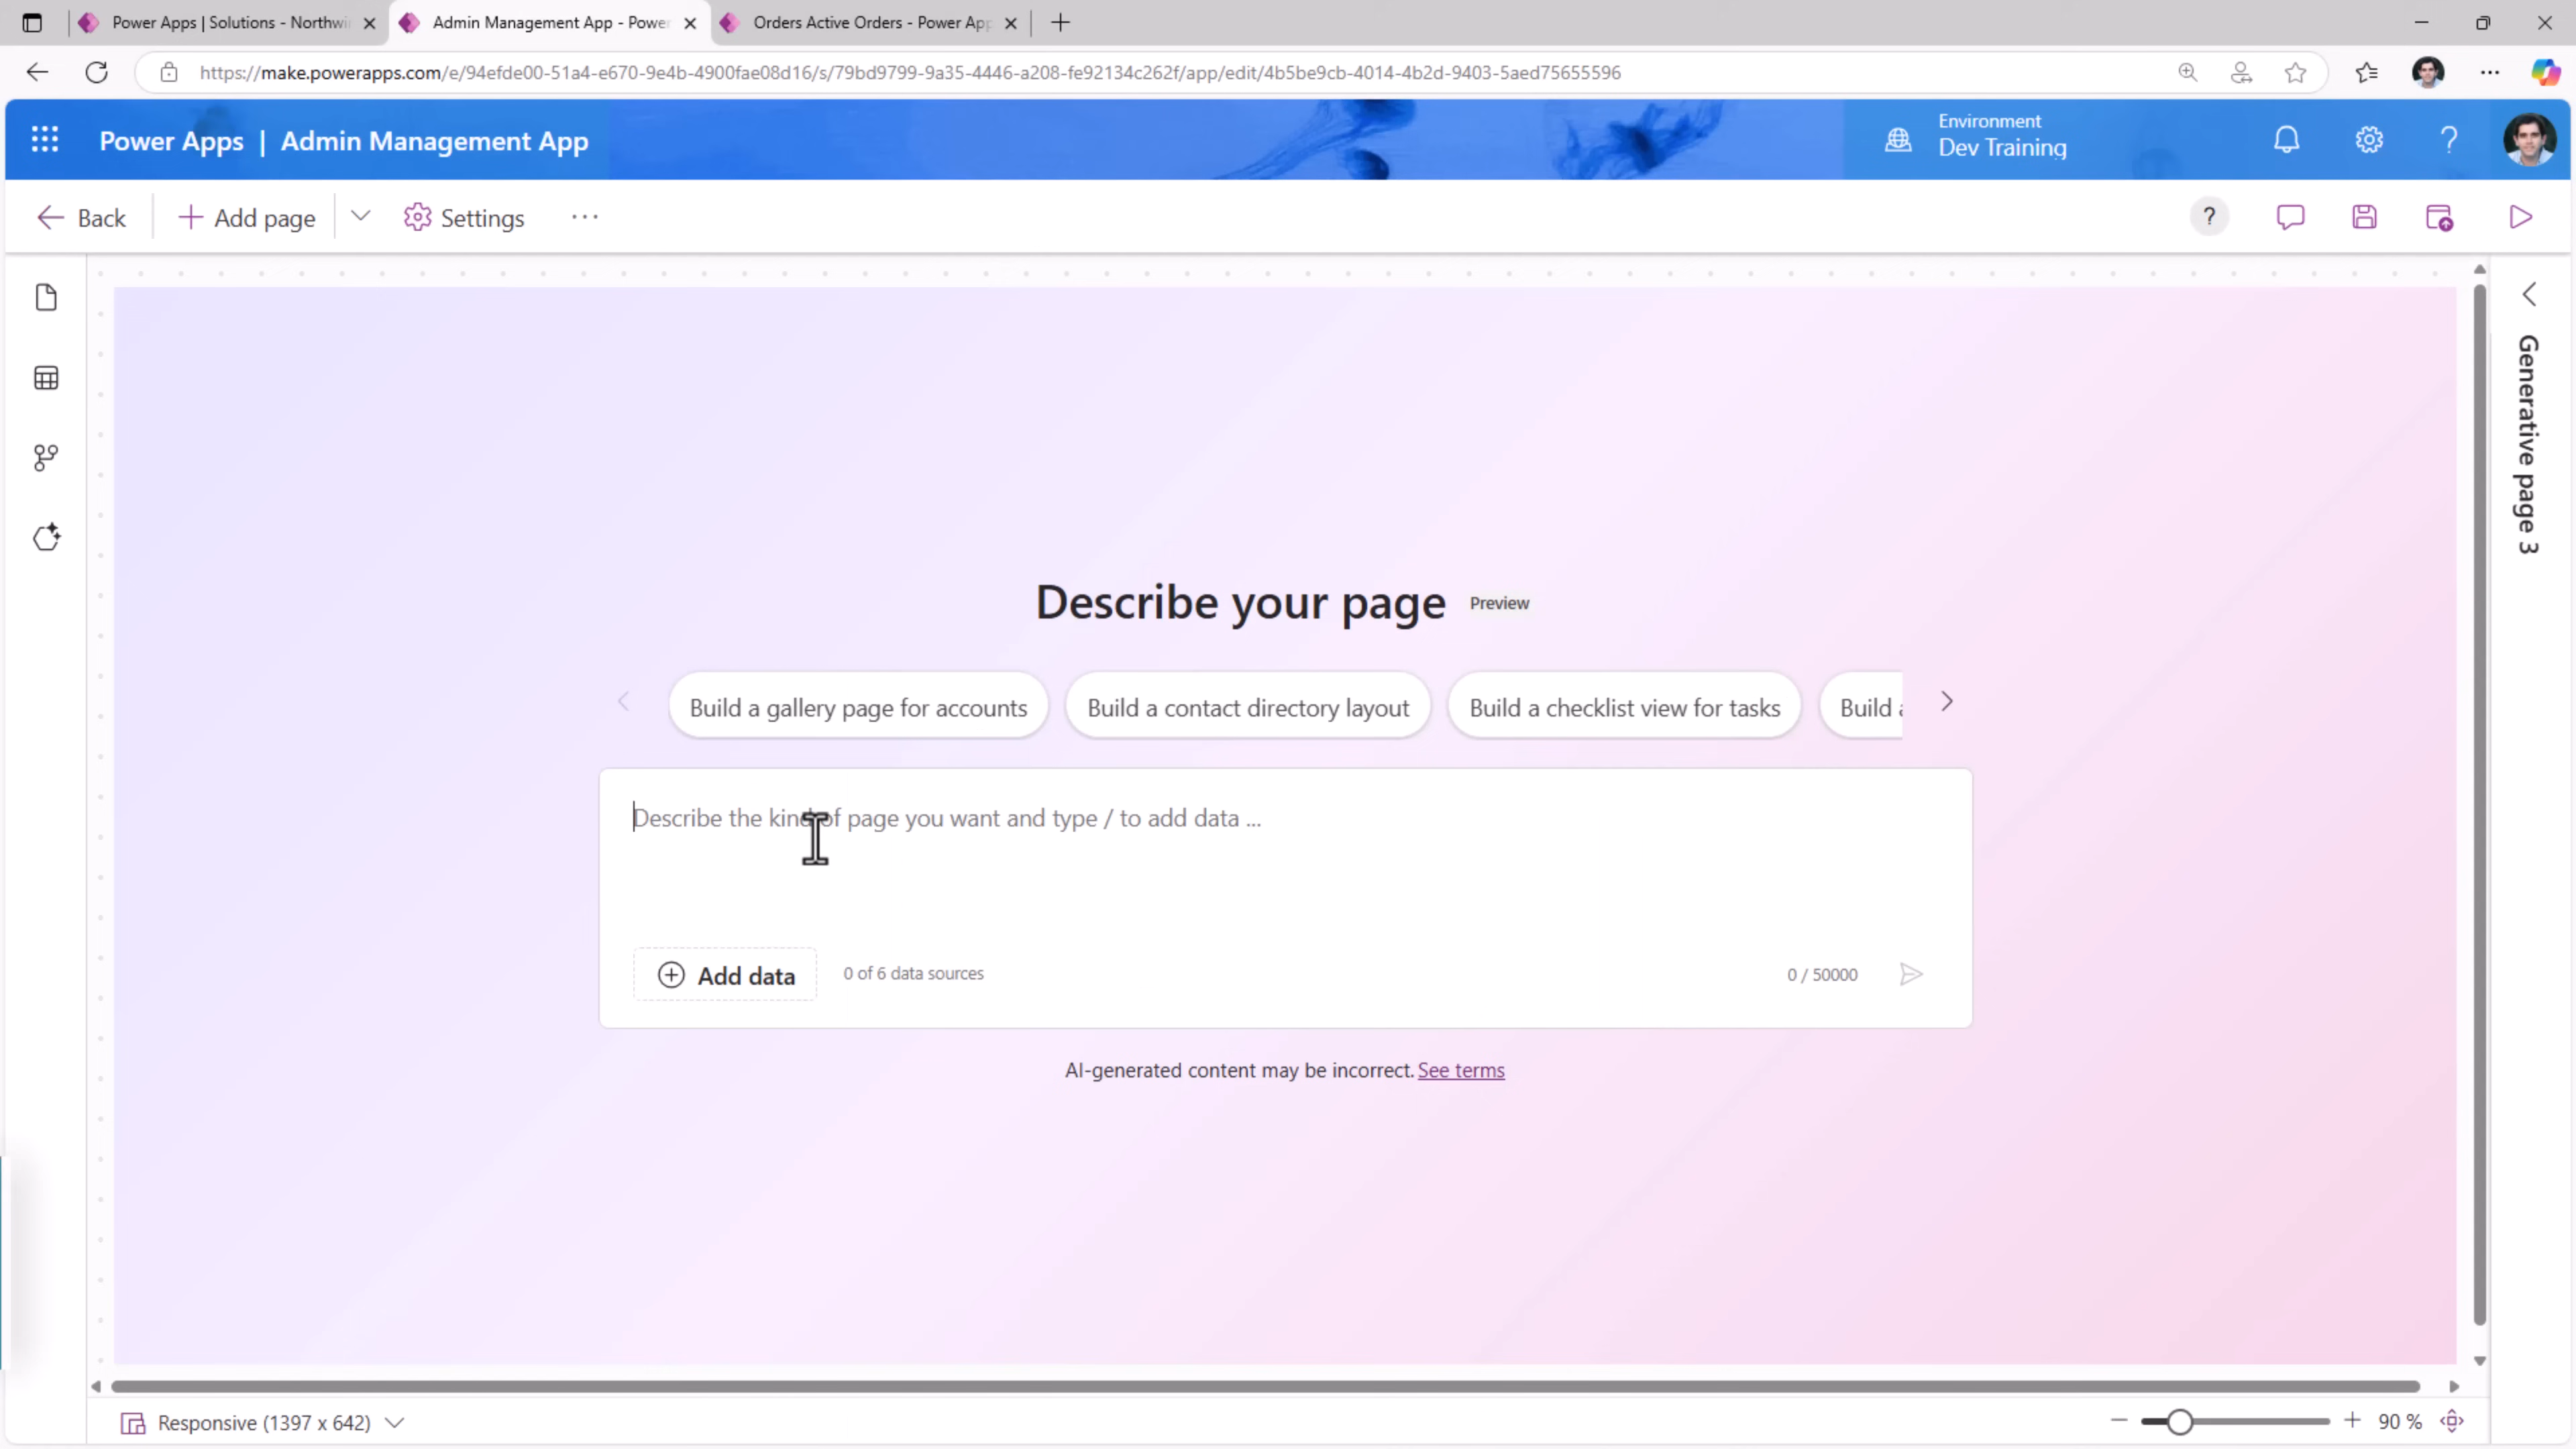 Power Apps | Solutions - Northwi
Admin Management App - Power
Orders Active Orders - Power App
https://make.powerapps.com/e/94efde00-51a4-e670-9e4b-4900fae08d16/s/79bd9799-9a35-4446-a208-fe92134c262f/app/edit/4b5be9cb-4014-4b2d-9403-5aed75655596
Power Apps | Admin Management App
Environment
Dev Training
Back
Add page
Settings
Generative page 3
Describe your page Preview
Build a gallery page for accounts
Build a contact directory layout
Build a checklist view for tasks
Build a
Describe the kind of page you want and type / to add data ...
Add data
0 of 6 data sources
0 / 50000
AI-generated content may be incorrect. See terms
Responsive (1397 x 642)
90 %